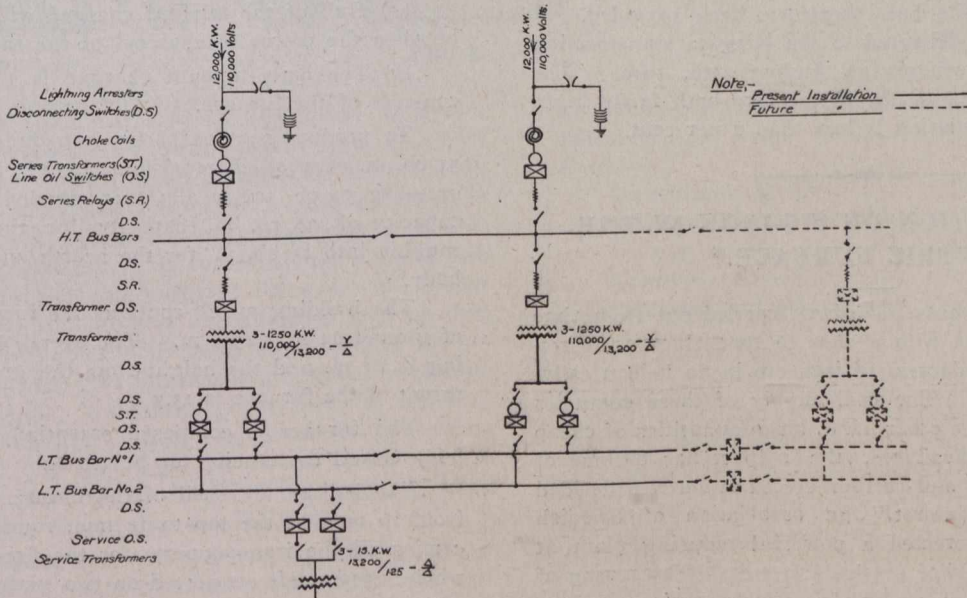 12,000 K.W.
110,000 Volts
12,000 K.W.
110,000 Volts.
Lightning Arresters
Disconnecting Switches (D.S)
Choke Coils
Series Transformers (S.T.)
Line Oil Switches (O.S)
Series Relays (S.R.)
D.S.
H.T. Bus Bars
D.S.
S.R.
Transformer O.S.
Transformers
D.S.
D.S.
S.T.
O.S.
D.S.
L.T. Bus Bar No 1
L.T. Bus Bar No. 2
D.S.
Service O.S.
Service Transformers
Note,-
Present Installation
Future "
3-1250 K.W.
110,000/13,200 - Y/Δ
3-1250 K.W.
110,000/13,200 - Y/Δ
3-15. K.W.
13,200/125 - Δ/Δ